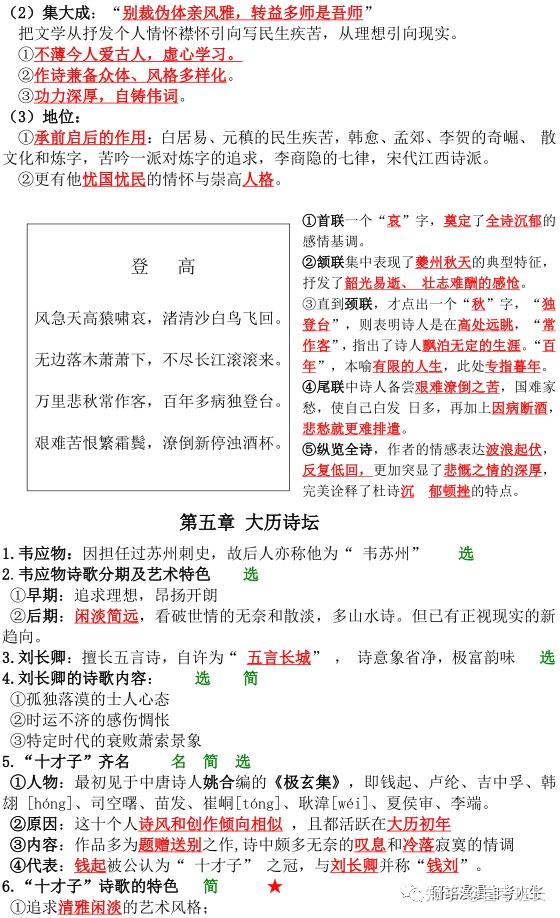 （2）集大成：“别裁伪体亲风雅，转益多师是吾师”
把文学从抒发个人情怀襟怀引向写民生疾苦，从理想引向现实。
①不薄今人爱古人，虚心学习。
②作诗兼备众体、风格多样化。
③功力深厚，自铸伟词。
（3）地位：
①承前启后的作用：白居易、元稹的民生疾苦，韩愈、孟郊、李贺的奇崛、 散
文化和炼字，苦吟一派对炼字的追求，李商隐的七律，宋代江西诗派。
②更有他忧国忧民的情怀与崇高人格。
登 高
风急天高猿啸哀，渚清沙白鸟飞回。
无边落木萧萧下，不尽长江滚滚来。
万里悲秋常作客，百年多病独登台。
艰难苦恨繁霜鬓，潦倒新停浊酒杯。
①首联一个“哀”字，奠定了全诗沉郁的
感情基调。
②颔联集中表现了夔州秋天的典型特征，
抒发了韶光易逝、 壮志难酬的感怆。
③直到颈联，才点出一个“秋”字，“独
登台”，则表明诗人是在高处远眺，“常
作客”，指出了诗人飘泊无定的生涯。“百
年”，本喻有限的人生，此处专指暮年。
④尾联中诗人备尝艰难潦倒之苦，国难家
愁，使自己白发 日多，再加上因病断酒，
悲愁就更难排遣。
⑤纵览全诗，作者的情感表达波浪起伏，
反复低回，更加突显了悲慨之情的深厚，
完美诠释了杜诗沉 郁顿挫的特点。
第五章 大历诗坛
1.韦应物：因担任过苏州刺史，故后人亦称他为“ 韦苏州” 选
2.韦应物诗歌分期及艺术特色 选
①早期：追求理想，昂扬开朗
②后期：闲淡简远，看破世情的无奈和散淡，多山水诗。但已有正视现实的新
趋向。
3.刘长卿：擅长五言诗，自许为“ 五言长城” ， 诗意象省净，极富韵味 选
4.刘长卿的诗歌内容： 选 简
①孤独落漠的士人心态
②时运不济的感伤惆怅
③特定时代的衰败萧索景象
5.“十才子”齐名 名 简 选
①人物：最初见于中唐诗人姚合编的《极玄集》，即钱起、卢纶、吉中孚、韩
翃 [hóng]、司空曙、苗发、崔峒[tóng]、耿湋[wéi]、夏侯审、李端。
②原因：这十个人诗风和创作倾向相似 ，且都活跃在大历初年
③内容：作品多为题赠送别之作，诗中颇多无奈的叹息和冷落寂寞的情调
④代表：钱起被公认为“ 十才子” 之冠，与刘长卿并称“钱刘”。
6.“十才子”诗歌的特色 简 ★
①追求清雅闲淡的艺术风格；